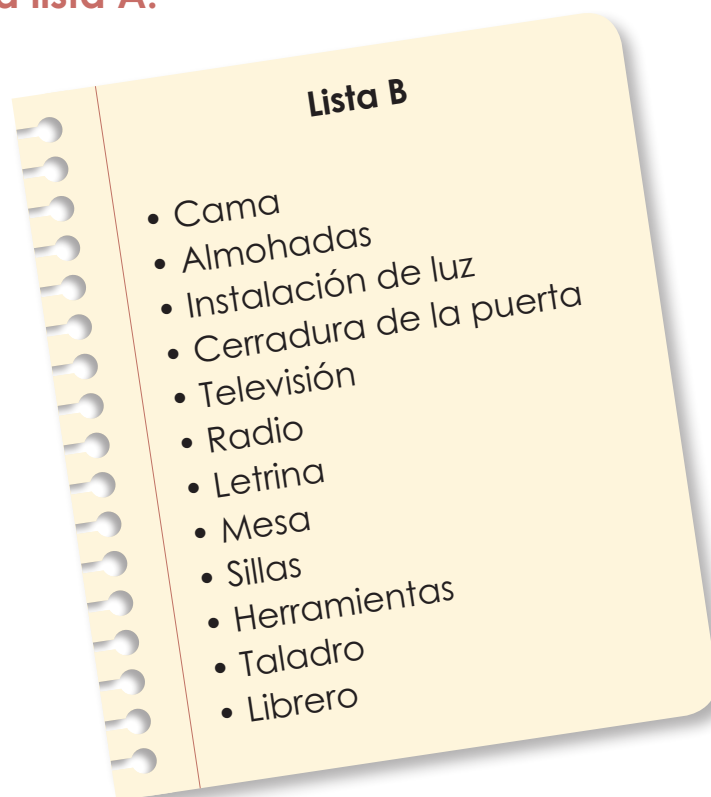 lista A.
Lista B
• Cama
• Almohadas
• Instalación de luz
• Cerradura de la puerta
• Televisión
• Radio
• Letrina
• Mesa
• Sillas
• Herramientas
• Taladro
• Librero